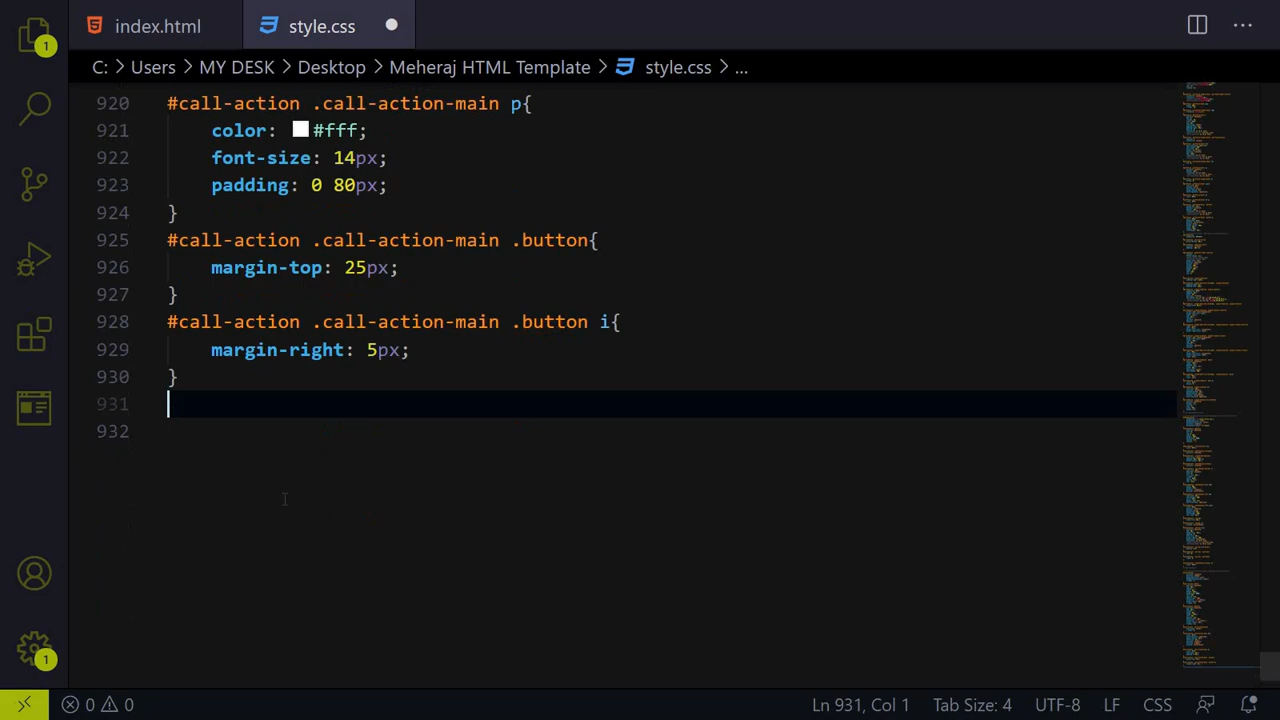 index.html
style.css
C: > Users > MY DESK > Desktop > Meheraj HTML Template > style.css > ...
920 #call-action .call-action-main p{
921 color: #fff;
922 font-size: 14px;
923 padding: 0 80px;
924 }
925 #call-action .call-action-main .button{
926 margin-top: 25px;
927 }
928 #call-action .call-action-main .button i{
929 margin-right: 5px;
930 }
931
932
1
1
0 0 Ln 931, Col 1 Tab Size: 4 UTF-8 LF CSS